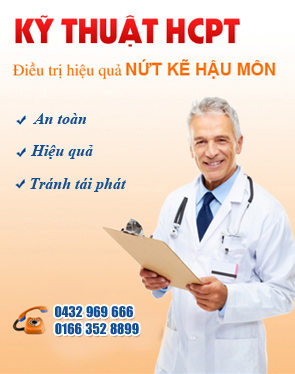 KỸ THUẬT HCPT
Điều trị hiệu quả NỨT KẼ HẬU MÔN
An toàn
Hiệu quả
Tránh tái phát
0432 969 666
0166 352 8899